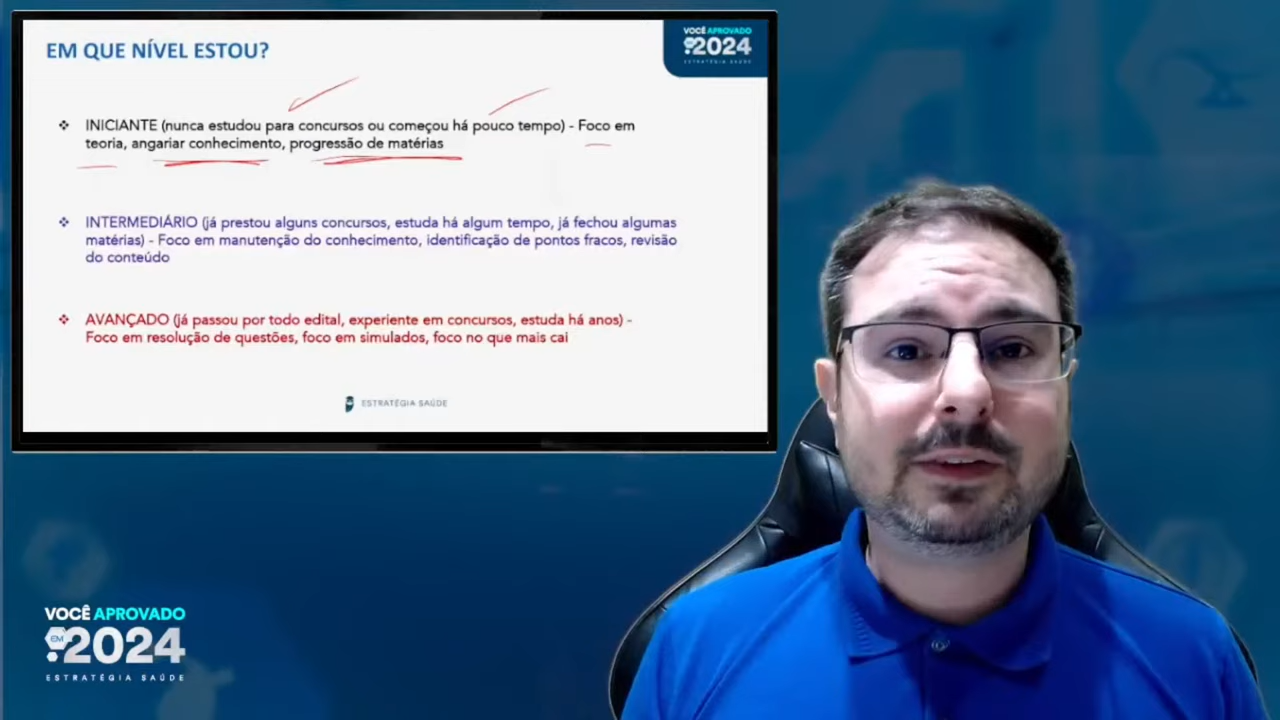 EM QUE NÍVEL ESTOU?
VOCÊ APROVADO
EM 2024
ESTRATÉGIA SAÚDE
❖ INICIANTE (nunca estudou para concursos ou começou há pouco tempo) - Foco em
teoria, angariar conhecimento, progressão de matérias
❖ INTERMEDIÁRIO (já prestou alguns concursos, estuda há algum tempo, já fechou algumas
matérias) - Foco em manutenção do conhecimento, identificação de pontos fracos, revisão
do conteúdo
❖ AVANÇADO (já passou por todo edital, experiente em concursos, estuda há anos) -
Foco em resolução de questões, foco em simulados, foco no que mais cai
ESTRATÉGIA SAÚDE
VOCÊ APROVADO
EM 2024
ESTRATÉGIA SAÚDE